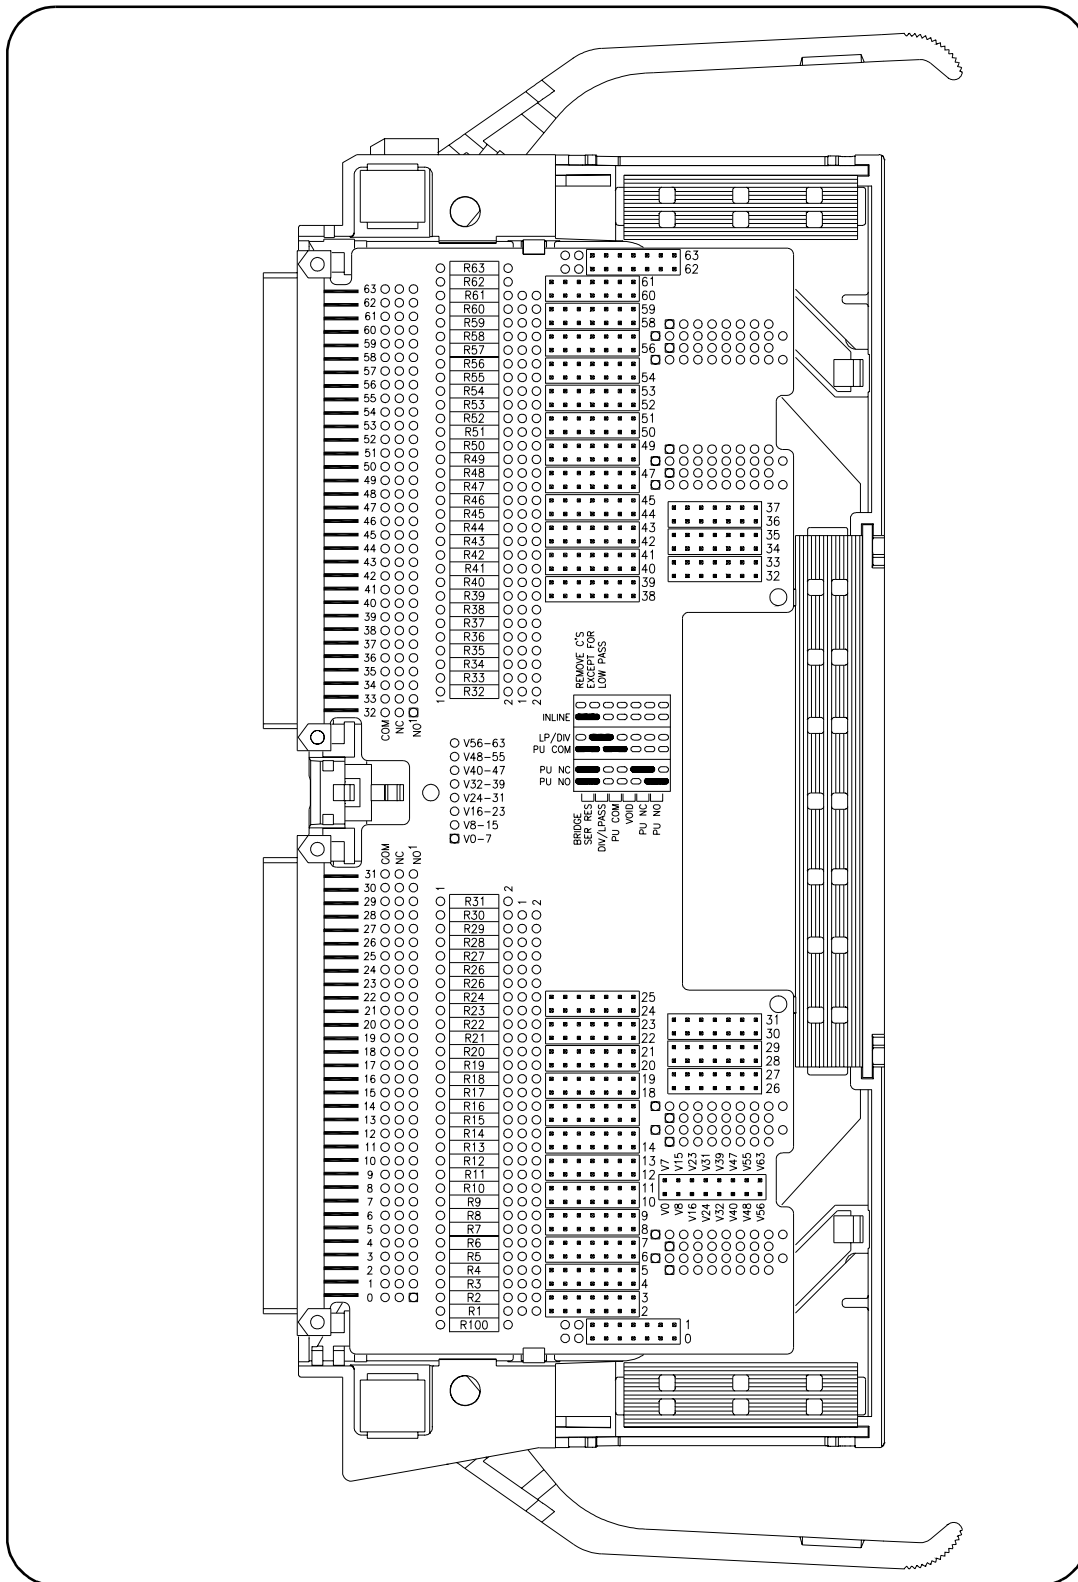 63
62
61
60
59
58
57
56
55
54
53
52
51
50
49
48
47
46
45
44
43
42
41
40
39
38
37
36
35
34
33
32
COM
NC
NO
1
R63
R62
R61
R60
R59
R58
R57
R56
R55
R54
R53
R52
R51
R50
R49
R48
R47
R46
R45
R44
R43
R42
R41
R40
R39
R38
R37
R36
R35
R34
R33
R32
1
2
1
2
63
62
61
60
59
58
56
54
53
52
51
50
49
47
45
44
43
42
41
40
39
38
37
36
35
34
33
32
REMOVE C'S
EXCEPT FOR
LOW PASS
INLINE
LP/DIV
PU COM
PU NC
PU NO
BRIDGE
SER RES
DIV/LPASS
PU COM
VOID
PU NC
PU NO
V56-63
V48-55
V40-47
V32-39
V24-31
V16-23
V8-15
V0-7
COM
NC
NO
1
31
30
29
28
27
26
25
24
23
22
21
20
19
18
17
16
15
14
13
12
11
10
9
8
7
6
5
4
3
2
1
0
1
2
1
2
R31
R30
R29
R28
R27
R26
R26
R24
R23
R22
R21
R20
R19
R18
R17
R16
R15
R14
R13
R12
R11
R10
R9
R8
R7
R6
R5
R4
R3
R2
R1
R100
25
24
23
22
21
20
19
18
14
13
12
11
10
9
8
7
6
5
4
3
2
1
0
31
30
29
28
27
26
V7
V15
V23
V31
V39
V47
V55
V63
V0
V8
V16
V24
V32
V40
V48
V56